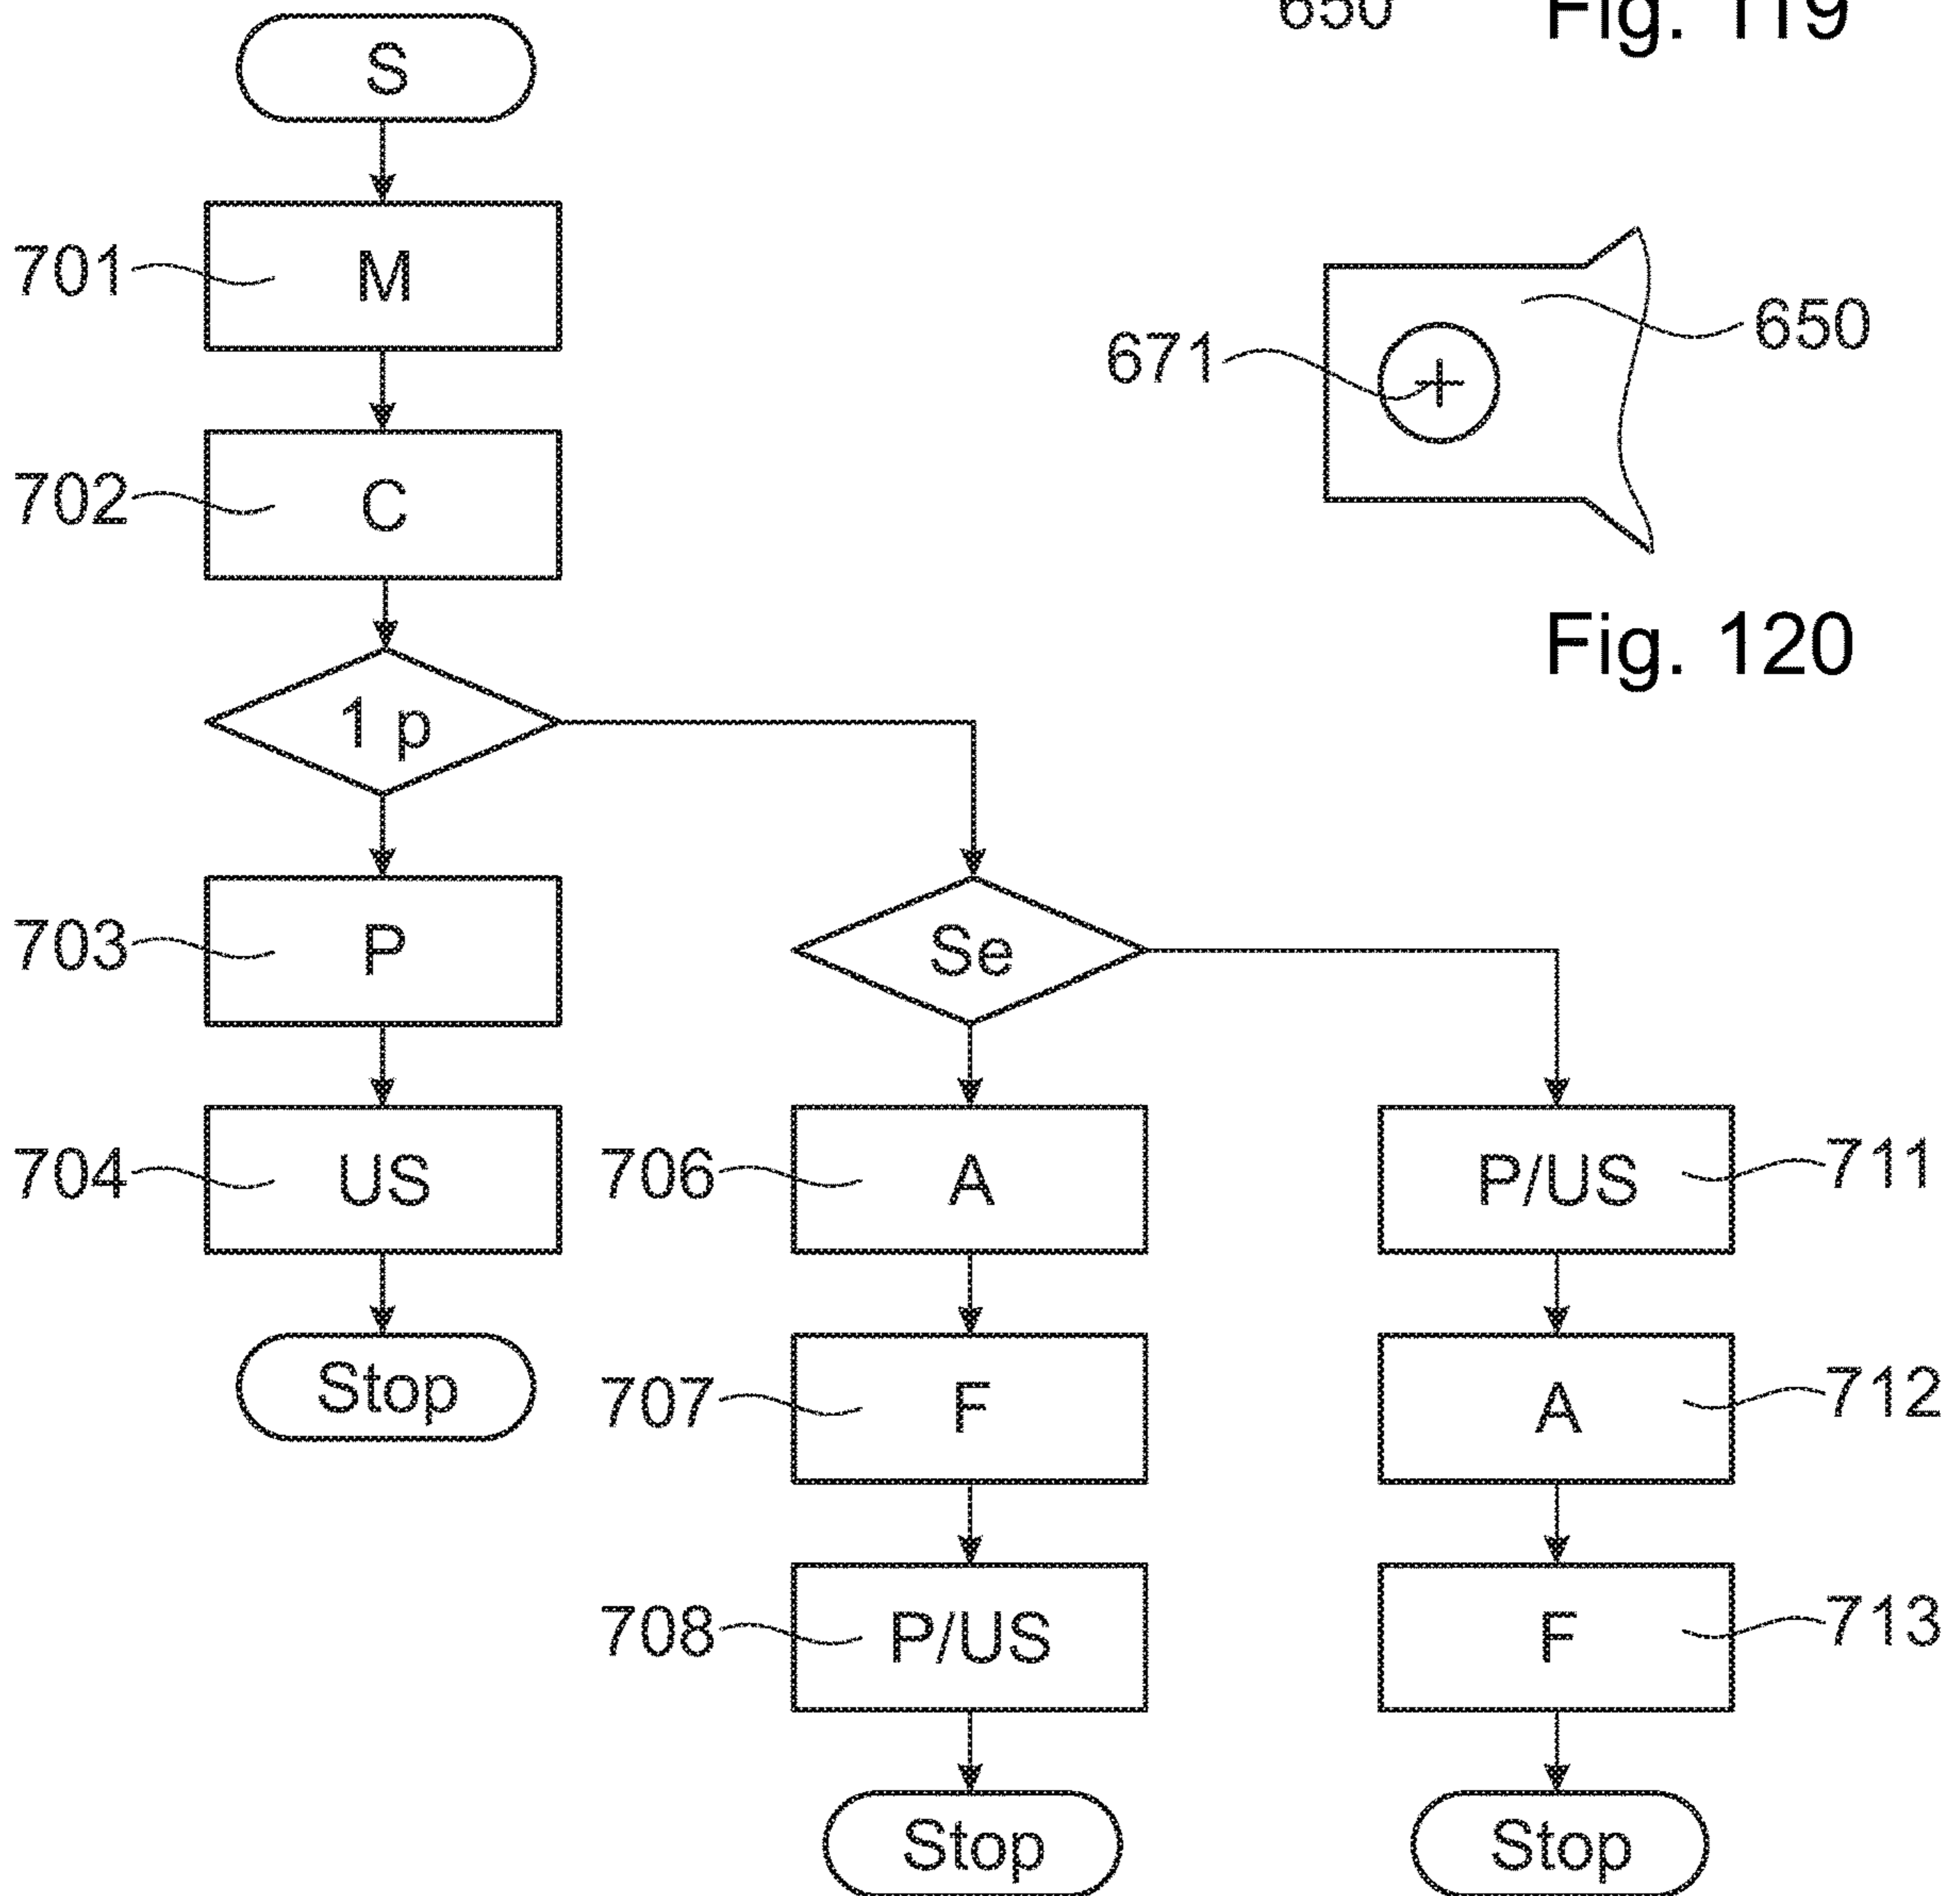 650 Fig. 119
S
701 M
702 C
671 650
Fig. 120
1 p
703 P
Se
704 US
706 A
P/US 711
Stop
707 F
A 712
708 P/US
F 713
Stop
Stop